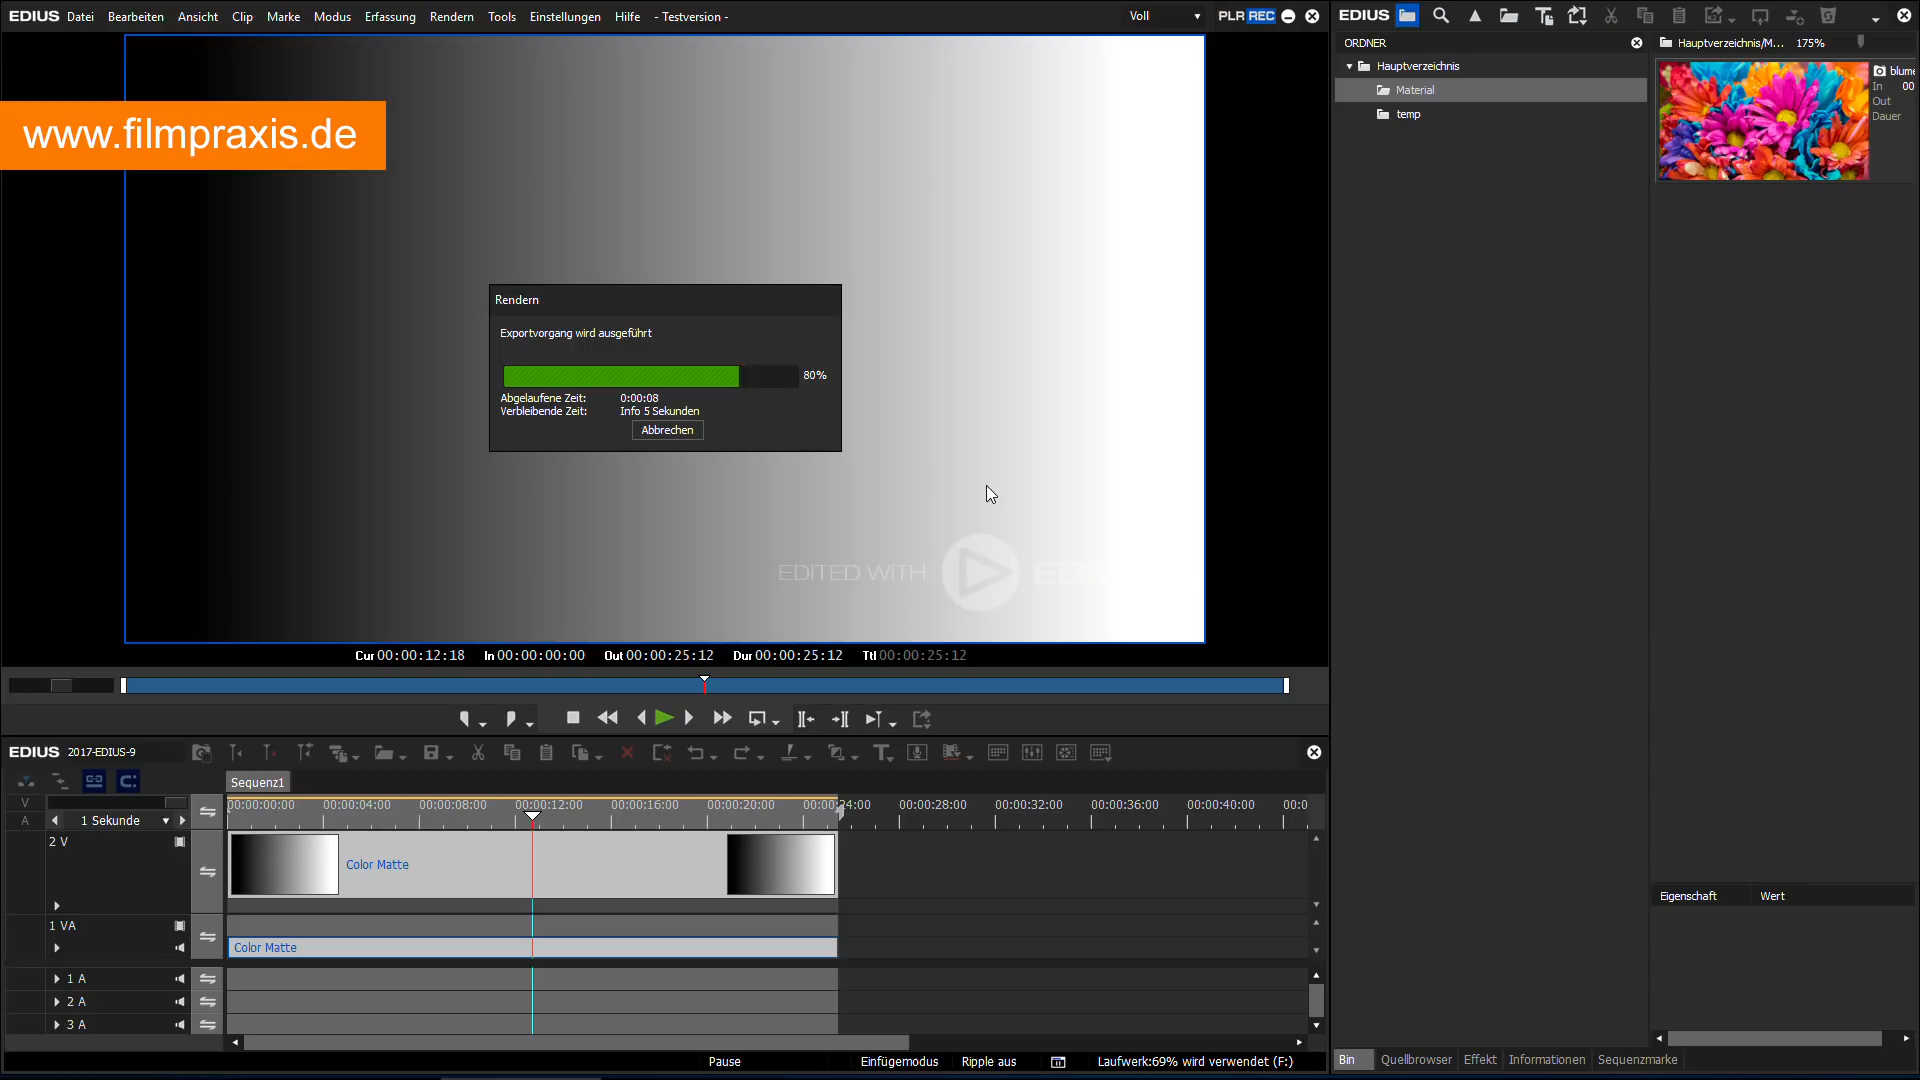 EDIUS Datei Bearbeiten Ansicht Clip Marke Modus Erfassung Rendern Tools Einstellungen Hilfe - Testversion - Voll PLR REC
EDIUS
ORDNER
Hauptverzeichnis/M... 175%
Hauptverzeichnis
Material
temp
blume
In 00
Out
Dauer
www.filmpraxis.de
Rendern
Exportvorgang wird ausgeführt
80%
Abgelaufene Zeit: 0:00:08
Verbleibende Zeit: Info 5 Sekunden
Abbrechen
EDITED WITH
Cur 00:00:12:18 In 00:00:00:00 Out 00:00:25:12 Dur 00:00:25:12 Ttl 00:00:25:12
EDIUS 2017-EDIUS-9
Sequenz1
V
A
1 Sekunde
00:00:00:00 00:00:04:00 00:00:08:00 00:00:12:00 00:00:16:00 00:00:20:00 00:00:24:00 00:00:28:00 00:00:32:00 00:00:36:00 00:00:40:00 00:0
2 V
Color Matte
1 VA
Color Matte
1 A
2 A
3 A
Eigenschaft Wert
Pause Einfügemodus Ripple aus Laufwerk:69% wird verwendet (F:)
Bin Quellbrowser Effekt Informationen Sequenzmarke